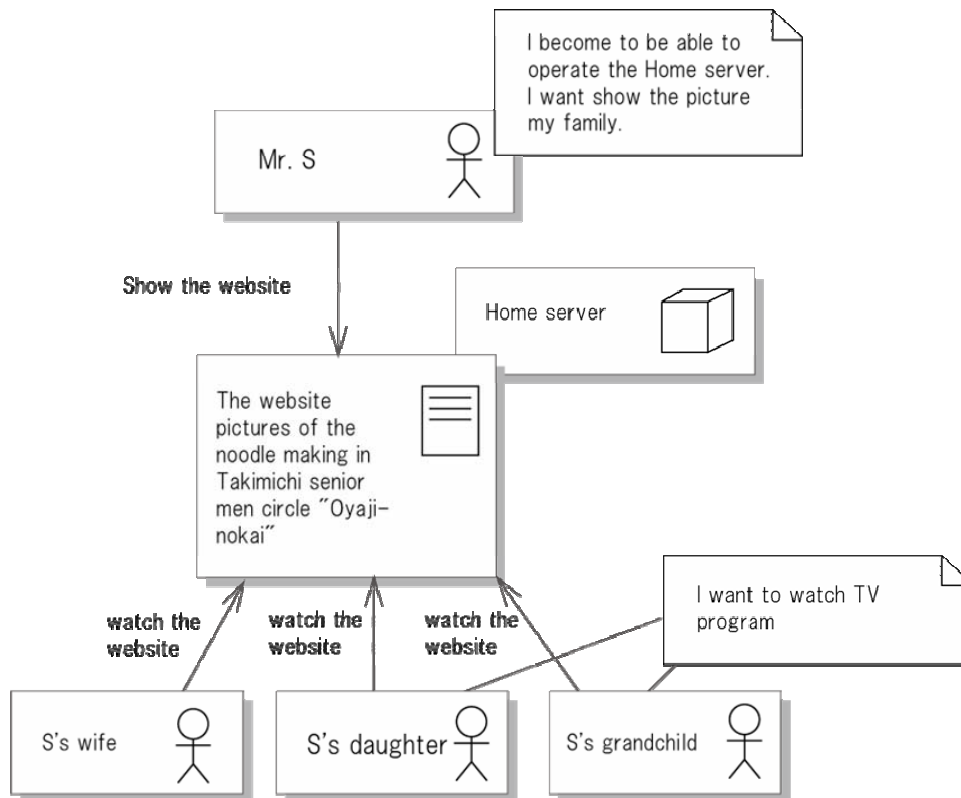 I become to be able to
operate the Home server.
I want show the picture
my family.
Mr. S
Show the website
Home server
The website
pictures of the
noodle making in
Takimichi senior
men circle "Oyaji-
nokai"
I want to watch TV
program
watch the
website
watch the
website
watch the
website
S's wife
S's daughter
S's grandchild